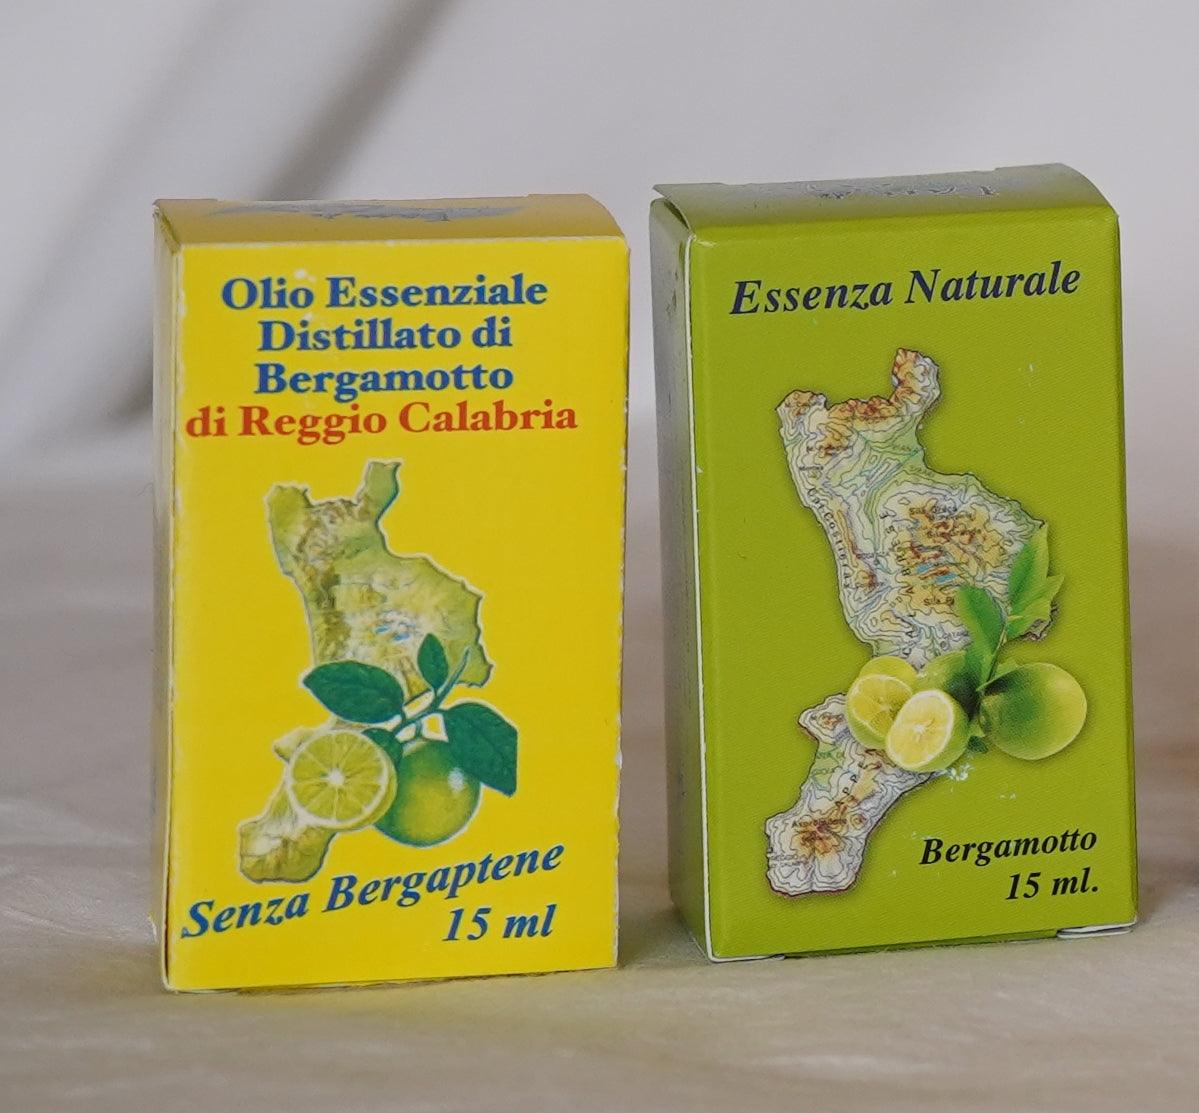 Olio Essenziale
Distillato di
Bergamotto
di Reggio Calabria
Senza Bergaptene
15 ml
Essenza Naturale
Bergamotto
15 ml.